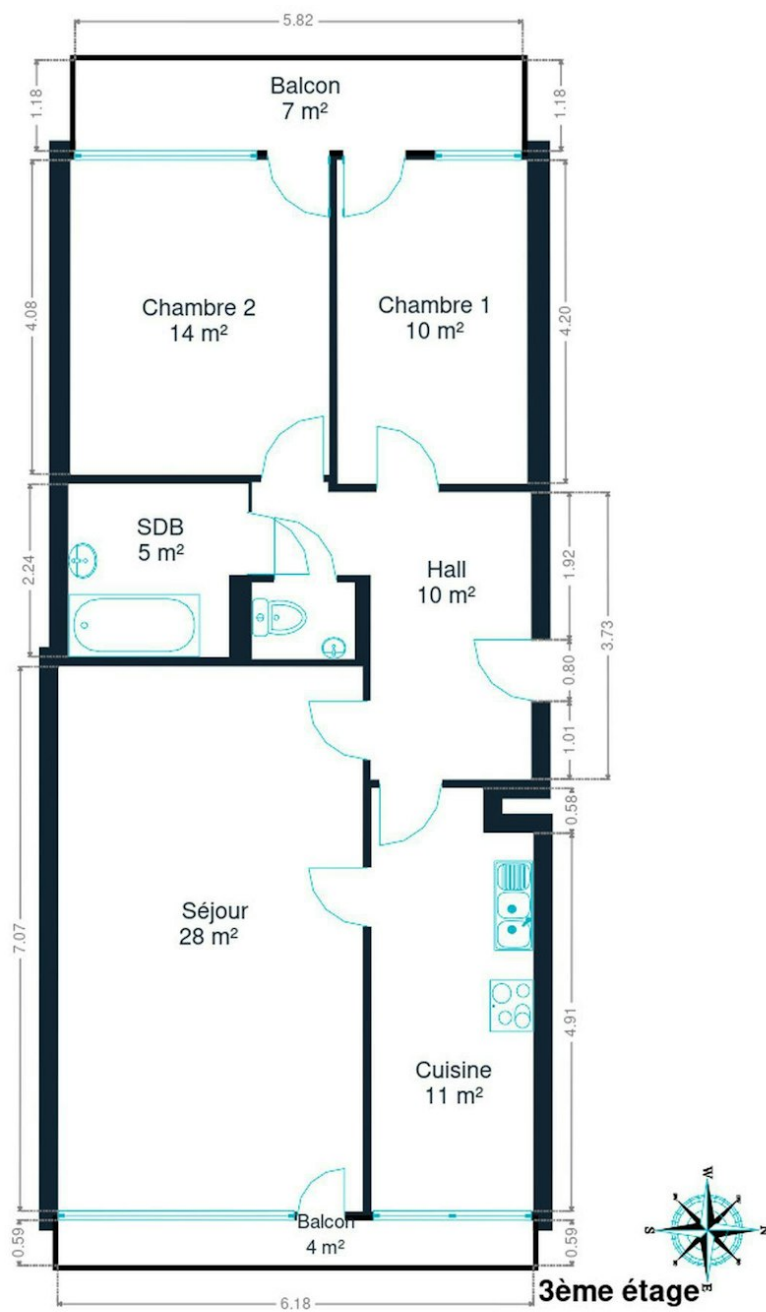 5.82
1.18
Balcon
7 m²
1.18
4.08
Chambre 2
14 m²
Chambre 1
10 m²
4.20
2.24
SDB
5 m²
Hall
10 m²
1.92
3.73
0.80
1.01
0.58
7.07
Séjour
28 m²
4.91
Cuisine
11 m²
W
S
N
E
0.59
Balcon
4 m²
0.59
3ème étage
6.18